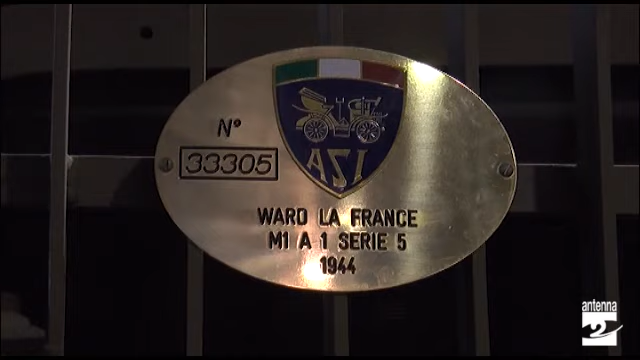 N°
33305
ASI
WARD LA FRANCE
M1 A 1 SERIE 5
1944
antenna
2